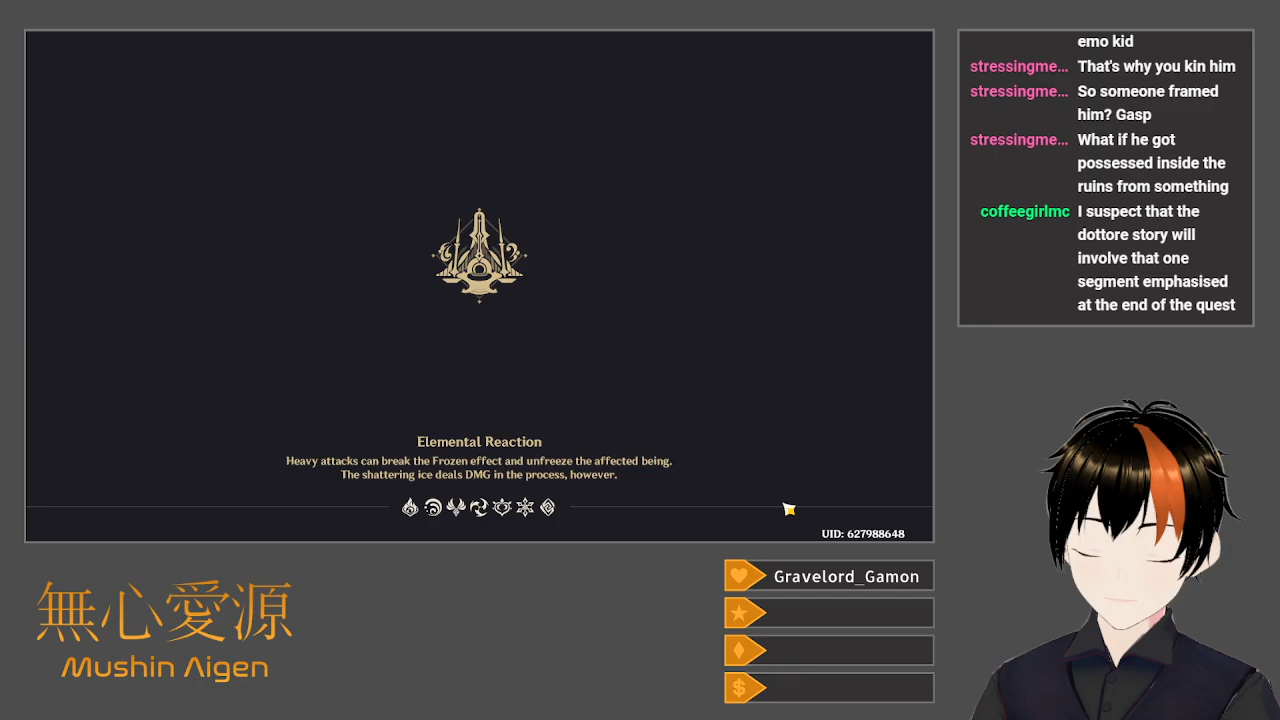 Elemental Reaction
Heavy attacks can break the Frozen effect and unfreeze the affected being.
The shattering ice deals DMG in the process, however.
UID: 627988648
emo kid
stressingme... That's why you kin him
stressingme... So someone framed
him? Gasp
stressingme... What if he got
possessed inside the
ruins from something
coffeegirlmc I suspect that the
dottore story will
involve that one
segment emphasised
at the end of the quest
無心愛源
Mushin Aigen
Gravelord_Gamon
$